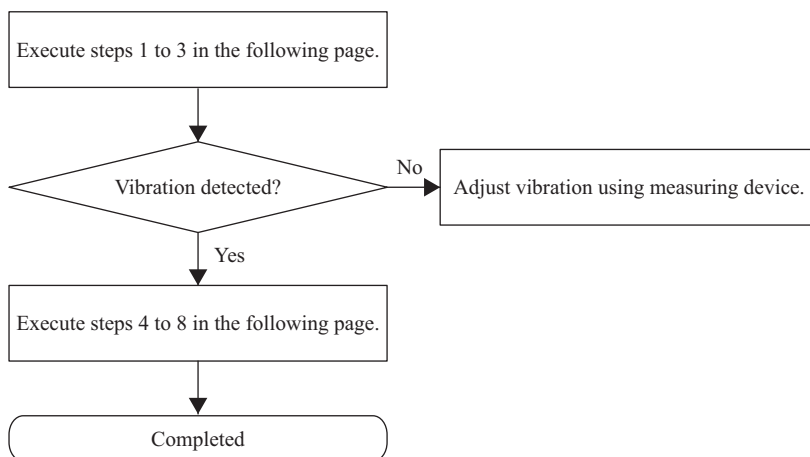 Execute steps 1 to 3 in the following page.
Vibration detected?
No
Adjust vibration using measuring device.
Yes
Execute steps 4 to 8 in the following page.
Completed